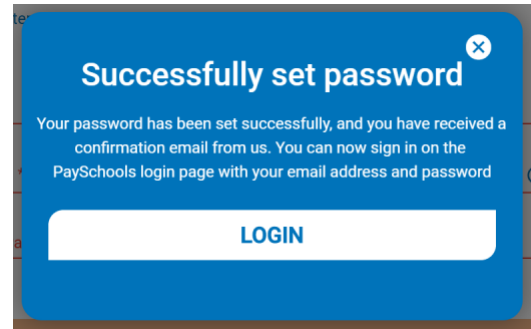 Successfully set password
Your password has been set successfully, and you have received a
confirmation email from us. You can now sign in on the
PaySchools login page with your email address and password
LOGIN